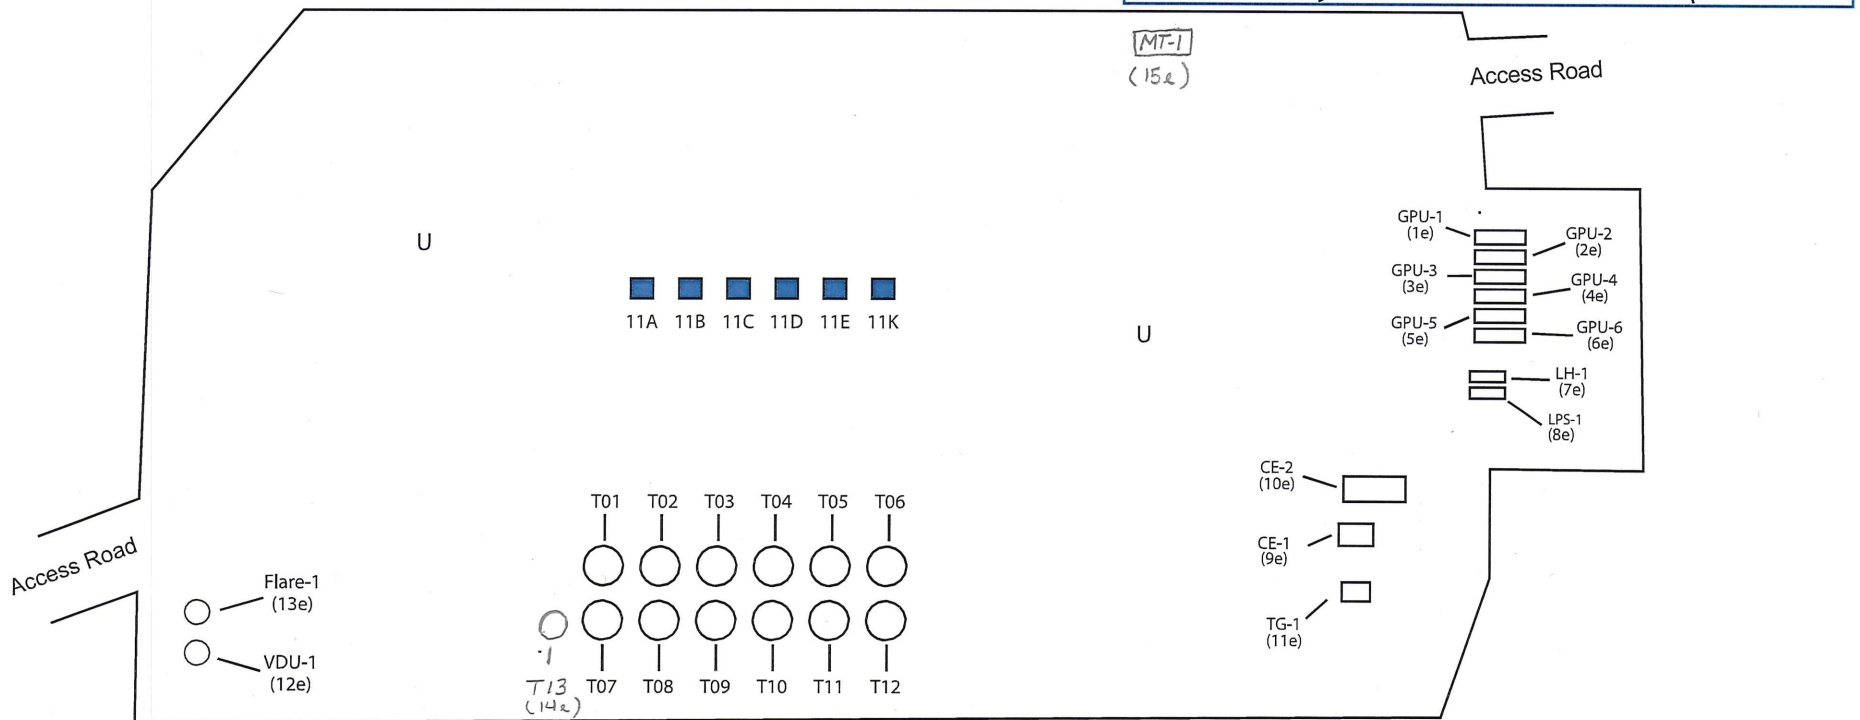 MT-1
(15e)
Access Road
GPU-1
(1e)
GPU-2
(2e)
U
GPU-3
(3e)
GPU-4
(4e)
11A 11B 11C 11D 11E 11K
U
GPU-5
(5e)
GPU-6
(6e)
LH-1
(7e)
LPS-1
(8e)
CE-2
(10e)
T01 T02 T03 T04 T05 T06
CE-1
(9e)
Access Road
Flare-1
(13e)
TG-1
(11e)
VDU-1
(12e)
T13
(14e)
T07 T08 T09 T10 T11 T12